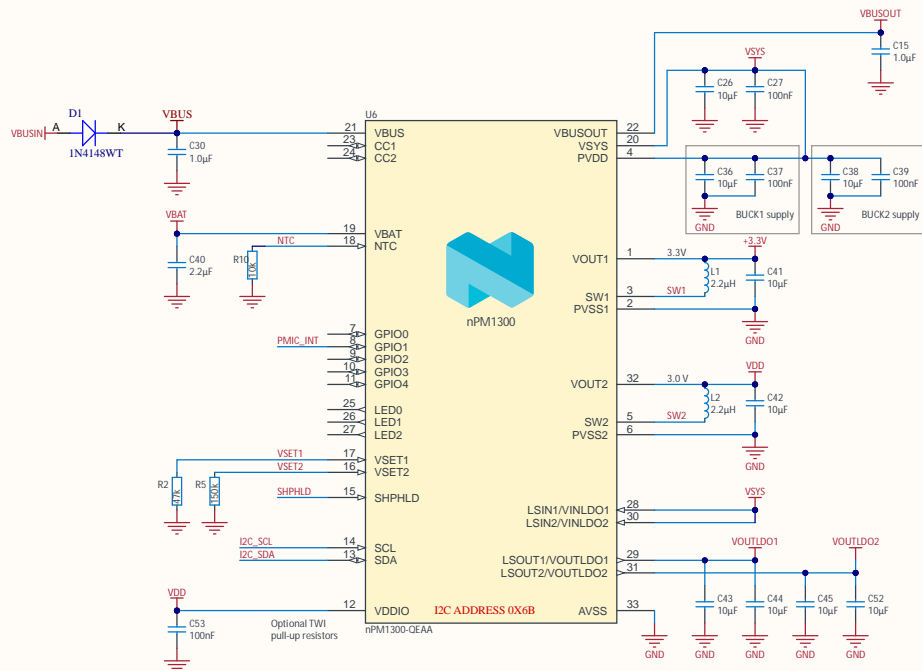 VBUSOUT
C15
1.0µF
VSYS
C26
10µF
C27
100nF
D1
VBUS
VBUSIN
A
K
1N4148WT
C30
1.0µF
U6
21
VBUS
23
CC1
24
CC2
VBUSOUT
22
VSYS
20
PVDD
4
C36
10µF
C37
100nF
GND
BUCK1 supply
C38
10µF
C39
100nF
GND
BUCK2 supply
VBAT
19
VBAT
NTC
18
NTC
C40
2.2µF
R10
10k
VOUT1
1
3.3V
+3.3V
L1
2.2µH
C41
10µF
SW1
3
SW1
PVSS1
2
GND
nPM1300
7
GPIO0
PMIC_INT
8
GPIO1
9
GPIO2
10
GPIO3
11
GPIO4
25
LED0
26
LED1
27
LED2
VOUT2
32
3.0 V
VDD
L2
2.2µH
C42
10µF
SW2
5
SW2
PVSS2
6
GND
VSET1
17
VSET1
VSET2
16
VSET2
R2
47k
R5
150k
SHPHLD
15
SHPHLD
VSYS
LSIN1/VINLDO1
28
LSIN2/VINLDO2
30
I2C_SCL
14
SCL
I2C_SDA
13
SDA
VOUTLDO1
VOUTLDO2
LSOUT1/VOUTLDO1
29
LSOUT2/VOUTLDO2
31
VDD
12
VDDIO
I2C ADDRESS 0X6B
AVSS
33
C53
100nF
Optional TWI
pull-up resistors
nPM1300-QEAA
C43
10µF
C44
10µF
C45
10µF
C52
10µF
GND
GND
GND
GND
GND